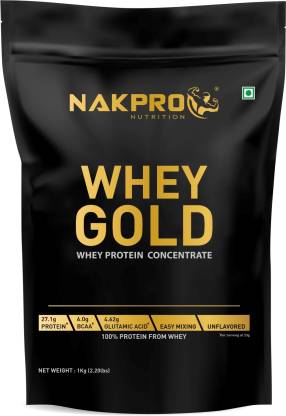 NAKPRO®
NUTRITION
WHEY
GOLD
WHEY PROTEIN CONCENTRATE
27.1g 6.0g 4.62g
PROTEIN* BCAA* GLUTAMIC ACID* EASY MIXING UNFLAVORED
100% PROTEIN FROM WHEY
NET WEIGHT : 1Kg (2.20lbs)